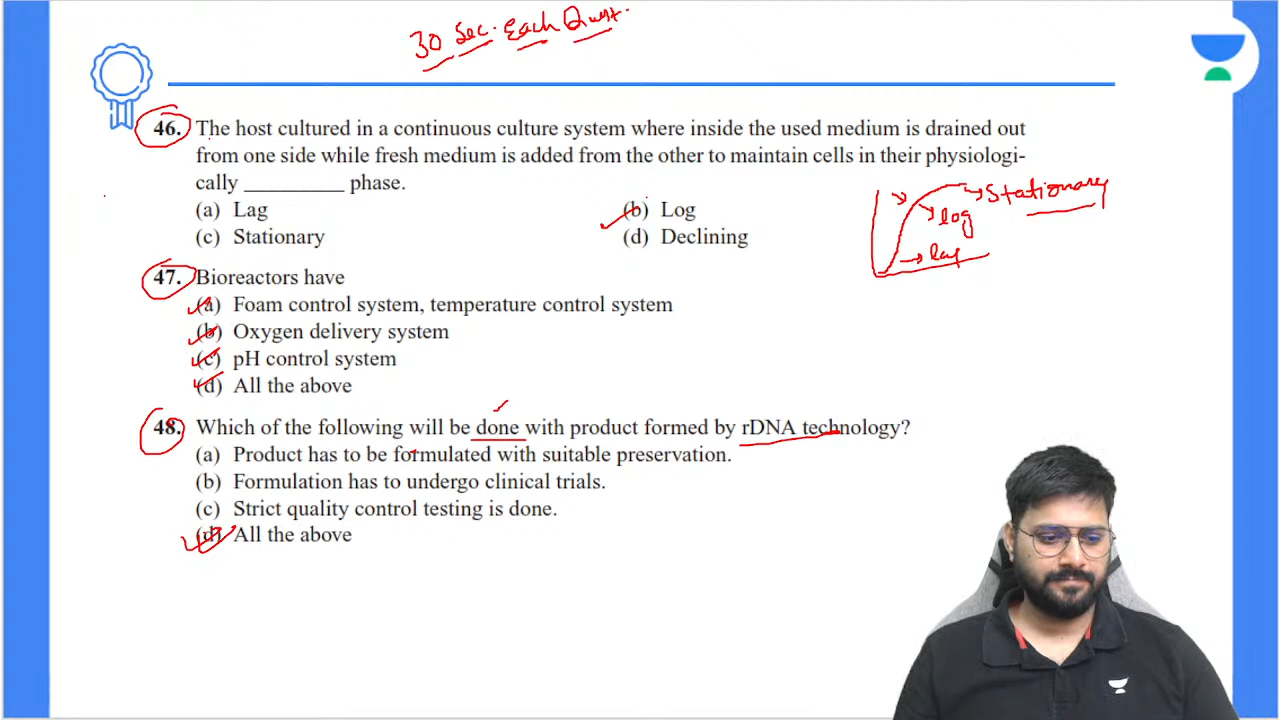 30 Sec. Each Quest.
46. The host cultured in a continuous culture system where inside the used medium is drained out
from one side while fresh medium is added from the other to maintain cells in their physiologi-
cally __________ phase.
(a) Lag
(b) Log
(c) Stationary
(d) Declining
Stationary
log
lag
47. Bioreactors have
(a) Foam control system, temperature control system
(b) Oxygen delivery system
(c) pH control system
(d) All the above
48. Which of the following will be done with product formed by rDNA technology?
(a) Product has to be formulated with suitable preservation.
(b) Formulation has to undergo clinical trials.
(c) Strict quality control testing is done.
(d) All the above